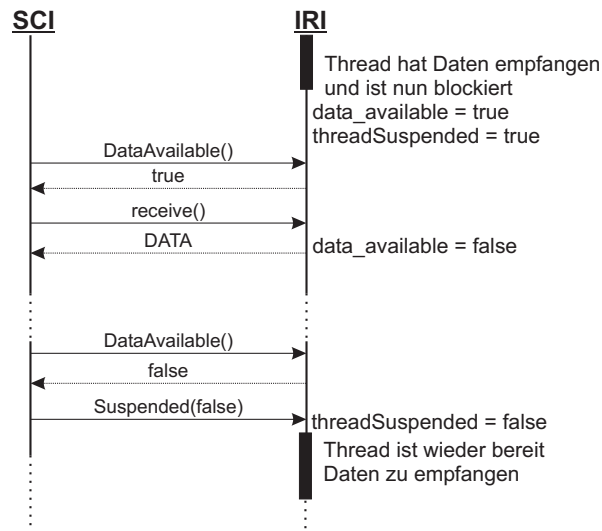 SCI
IRI
Thread hat Daten empfangen
und ist nun blockiert
data_available = true
threadSuspended = true
DataAvailable()
true
receive()
DATA
data_available = false
DataAvailable()
false
Suspended(false)
threadSuspended = false
Thread ist wieder bereit
Daten zu empfangen